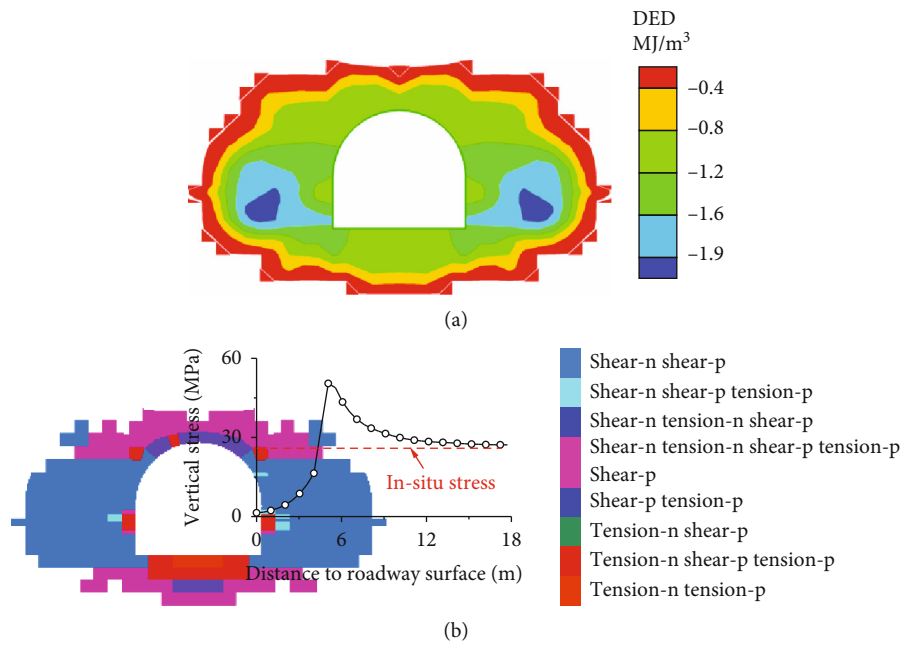 (a)
DED
MJ/m³
–0.4
–0.8
–1.2
–1.6
–1.9
(a)
Vertical stress (MPa)
60
30
0
0 6 12 18
In-situ stress
Distance to roadway surface (m)
Shear-n shear-p
Shear-n shear-p tension-p
Shear-n tension-n shear-p
Shear-n tension-n shear-p tension-p
Shear-p
Shear-p tension-p
Tension-n shear-p
Tension-n shear-p tension-p
Tension-n tension-p
(b)